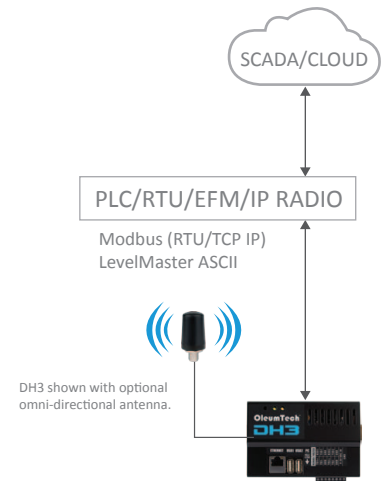 SCADA/CLOUD
PLC/RTU/EFM/IP RADIO
Modbus (RTU/TCP IP)
LevelMaster ASCII
DH3 shown with optional
omni-directional antenna.
OleumTech
DH3
ETHERNET